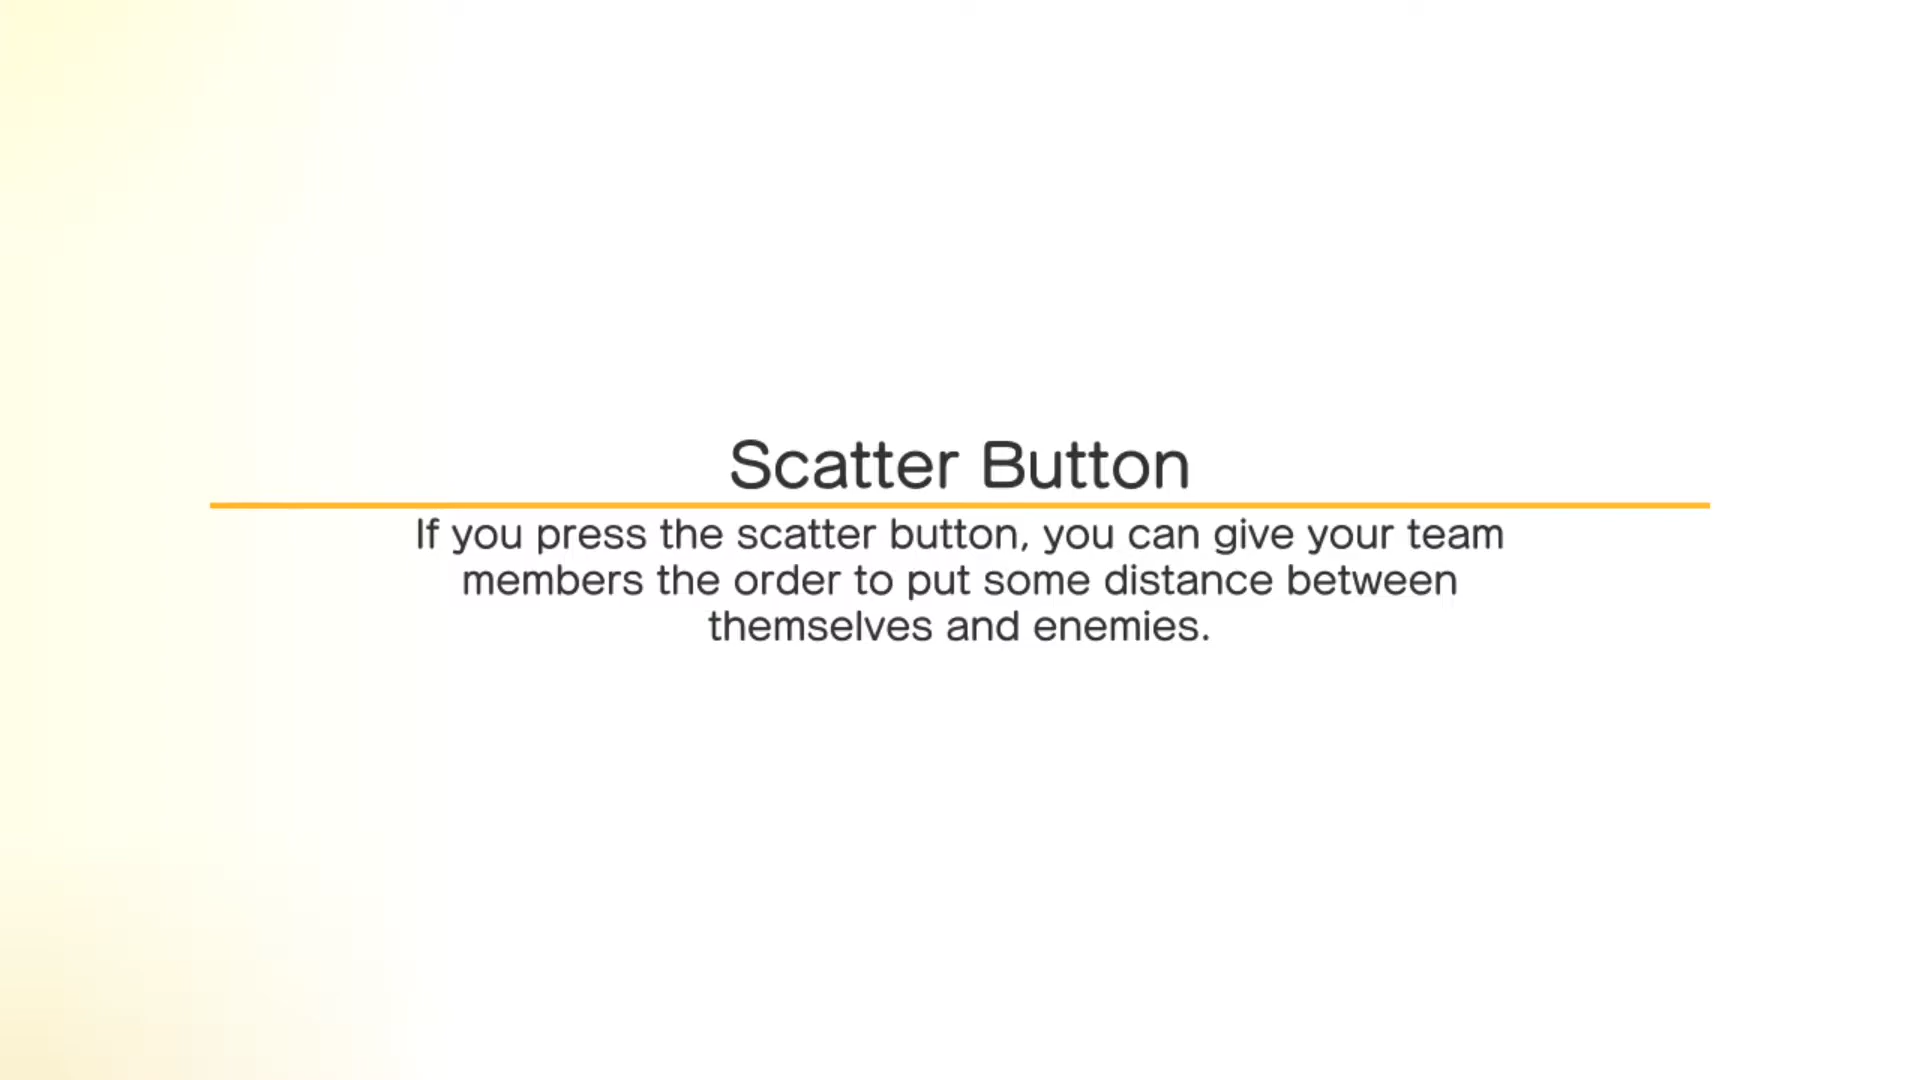 Scatter Button
If you press the scatter button, you can give your team
members the order to put some distance between
themselves and enemies.